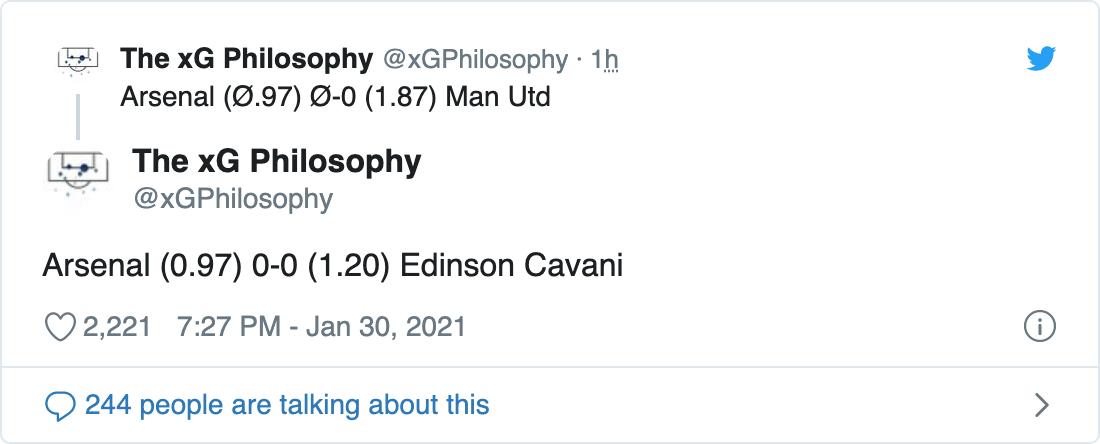 The xG Philosophy @xGPhilosophy · 1h
Arsenal (Ø.97) Ø-0 (1.87) Man Utd
The xG Philosophy
@xGPhilosophy
Arsenal (0.97) 0-0 (1.20) Edinson Cavani
2,221 7:27 PM - Jan 30, 2021
244 people are talking about this